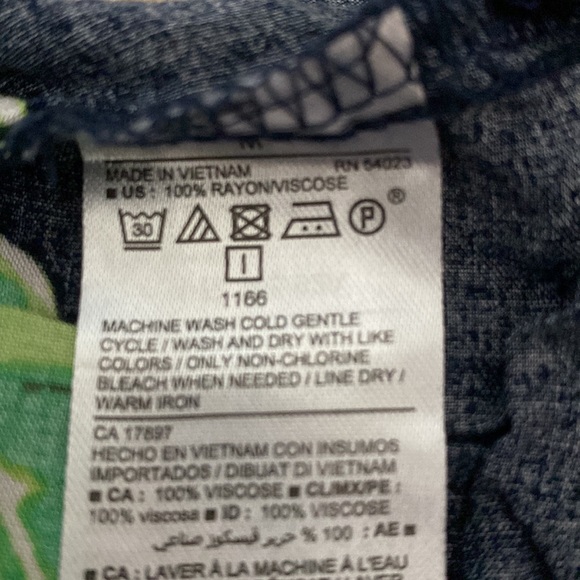 M
MADE IN VIETNAM RN 54023
■ US : 100% RAYON/VISCOSE
30 P ®
1166
MACHINE WASH COLD GENTLE
CYCLE / WASH AND DRY WITH LIKE
COLORS / ONLY NON-CHLORINE
BLEACH WHEN NEEDED / LINE DRY /
WARM IRON
CA 17897
HECHO EN VIETNAM CON INSUMOS
IMPORTADOS / DIBUAT DI VIETNAM
■ CA : 100% VISCOSE ■ CL/MX/PE :
100% viscosa ■ ID : 100% VISCOSE
■ AE : 100 % حرير فيسكوز صناعي
■ CA : LAVER À LA MACHINE À L'EAU